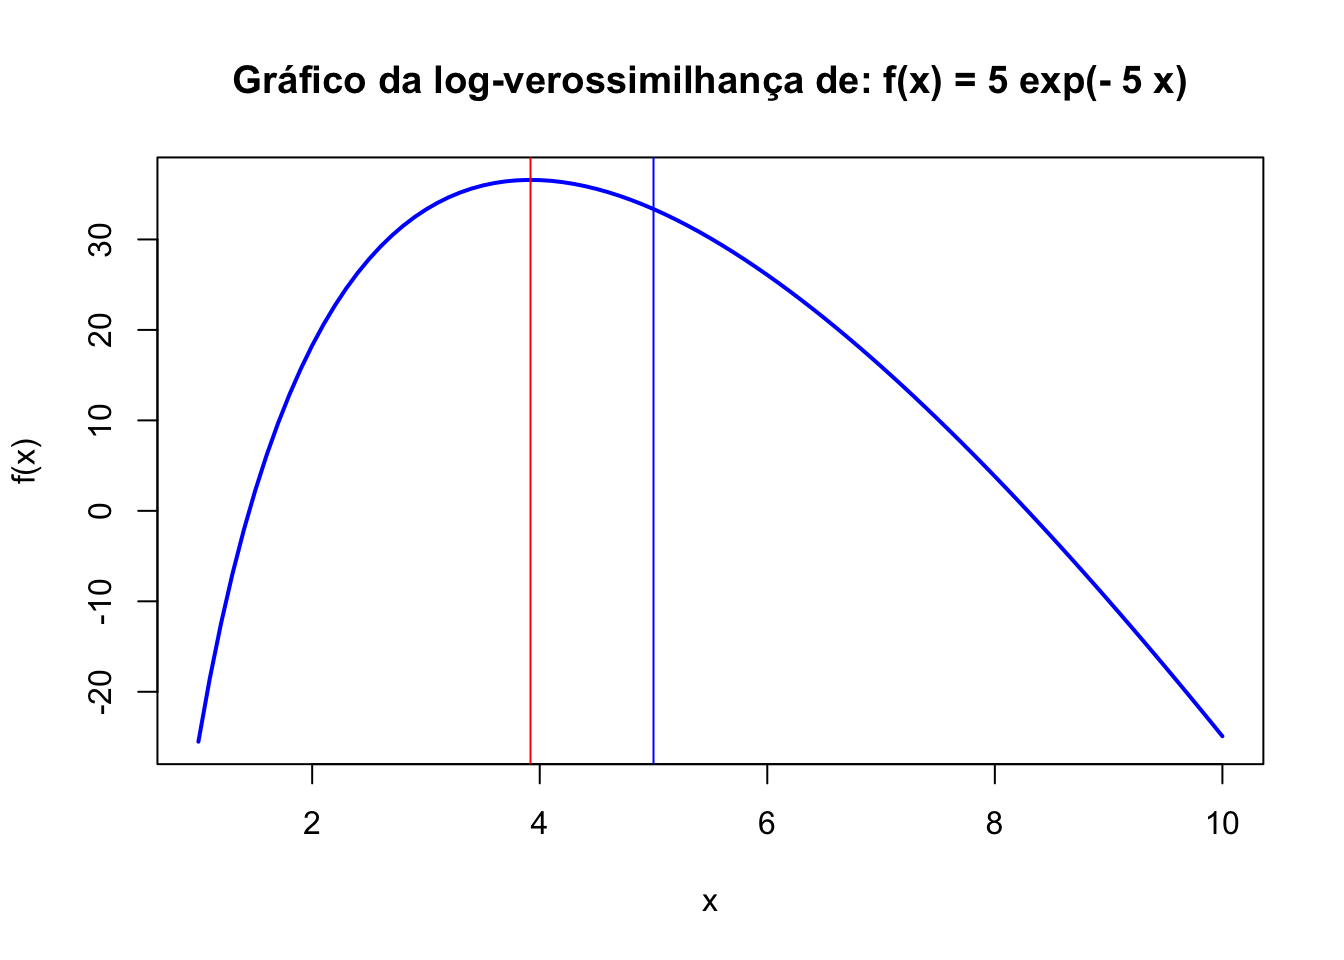 Gráfico da log-verossimilhança de: f(x) = 5 exp(- 5 x)
f(x)
30
20
10
0
-10
-20
2 4 6 8 10
x